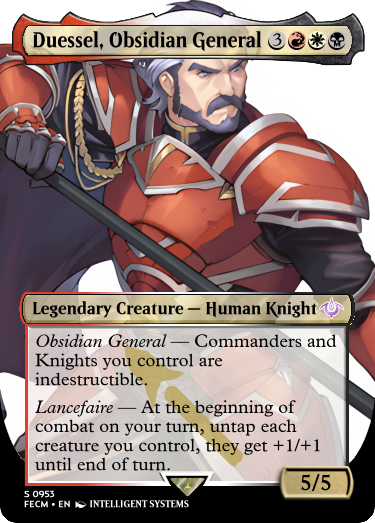 Duessel, Obsidian General 3
Legendary Creature — Human Knight
Obsidian General — Commanders and
Knights you control are
indestructible.
Lancefaire — At the beginning of
combat on your turn, untap each
creature you control, they get +1/+1
until end of turn.
5/5
S 0953
FECM • EN INTELLIGENT SYSTEMS